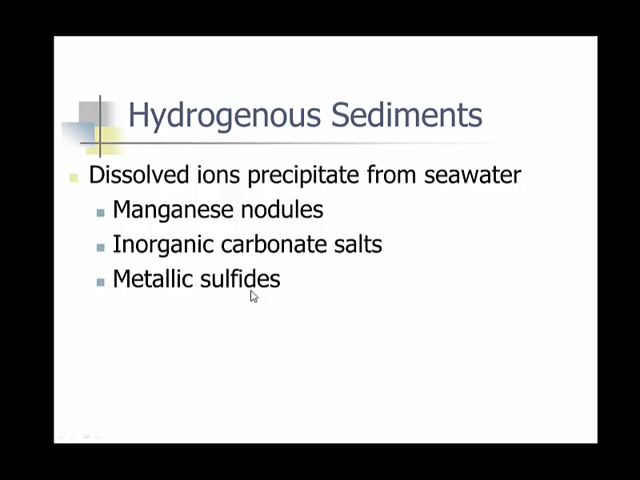 Hydrogenous Sediments
Dissolved ions precipitate from seawater
Manganese nodules
Inorganic carbonate salts
Metallic sulfides